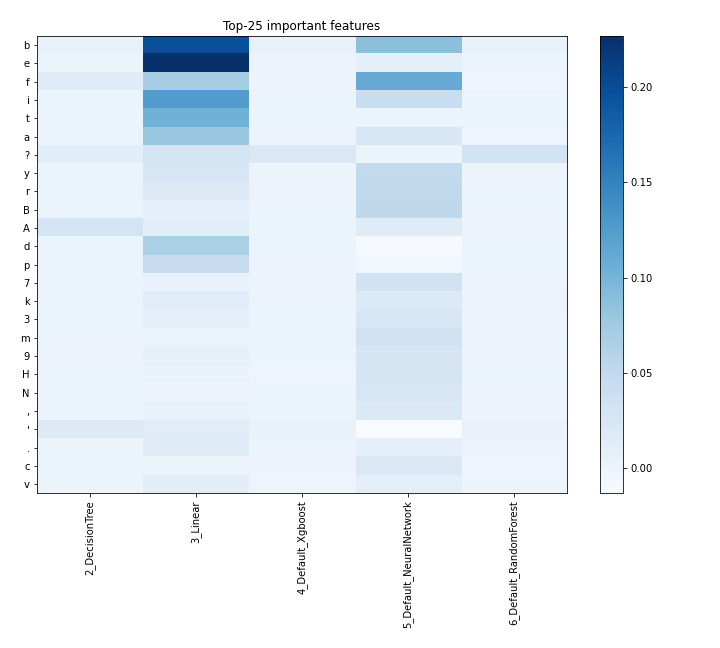 Top-25 important features
b
e
f
i
t
a
?
y
r
B
A
d
p
7
k
3
m
9
H
N
,
'
.
c
v
0.20
0.15
0.10
0.05
0.00
2_DecisionTree
3_Linear
4_Default_Xgboost
5_Default_NeuralNetwork
6_Default_RandomForest